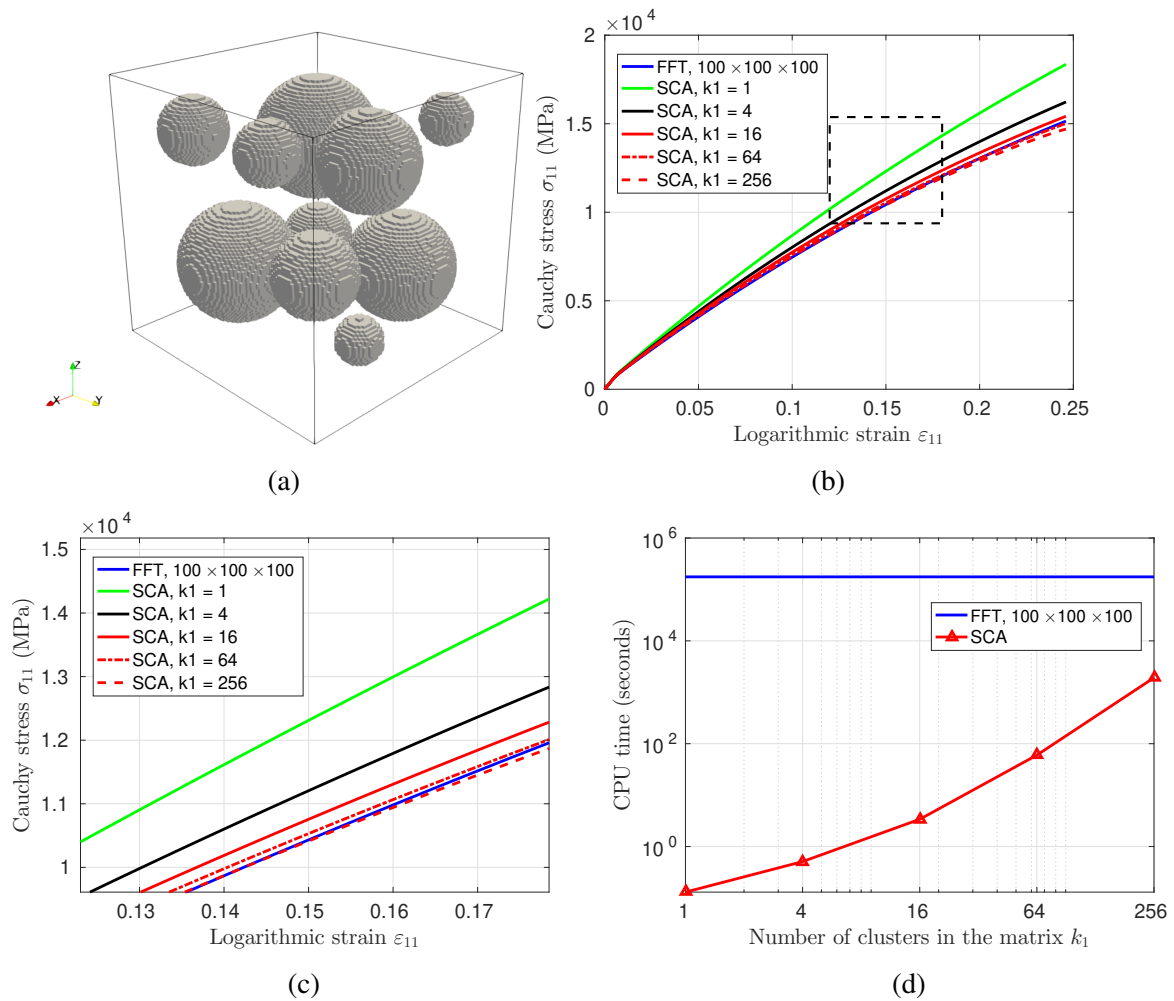 Z
X
Y
(a)
×10 4
2
1.5
1
0.5
0
0
0.05
0.1
0.15
0.2
0.25
Cauchy stress σ11 (MPa)
Logarithmic strain ε11
FFT, 100 ×100 ×100
SCA, k1 = 1
SCA, k1 = 4
SCA, k1 = 16
SCA, k1 = 64
SCA, k1 = 256
(b)
×10 4
1.5
1.4
1.3
1.2
1.1
1
0.13
0.14
0.15
0.16
0.17
Cauchy stress σ11 (MPa)
Logarithmic strain ε11
FFT, 100 ×100 ×100
SCA, k1 = 1
SCA, k1 = 4
SCA, k1 = 16
SCA, k1 = 64
SCA, k1 = 256
(c)
10 6
10 4
10 2
10 0
1
4
16
64
256
CPU time (seconds)
Number of clusters in the matrix k1
FFT, 100 ×100 ×100
SCA
(d)